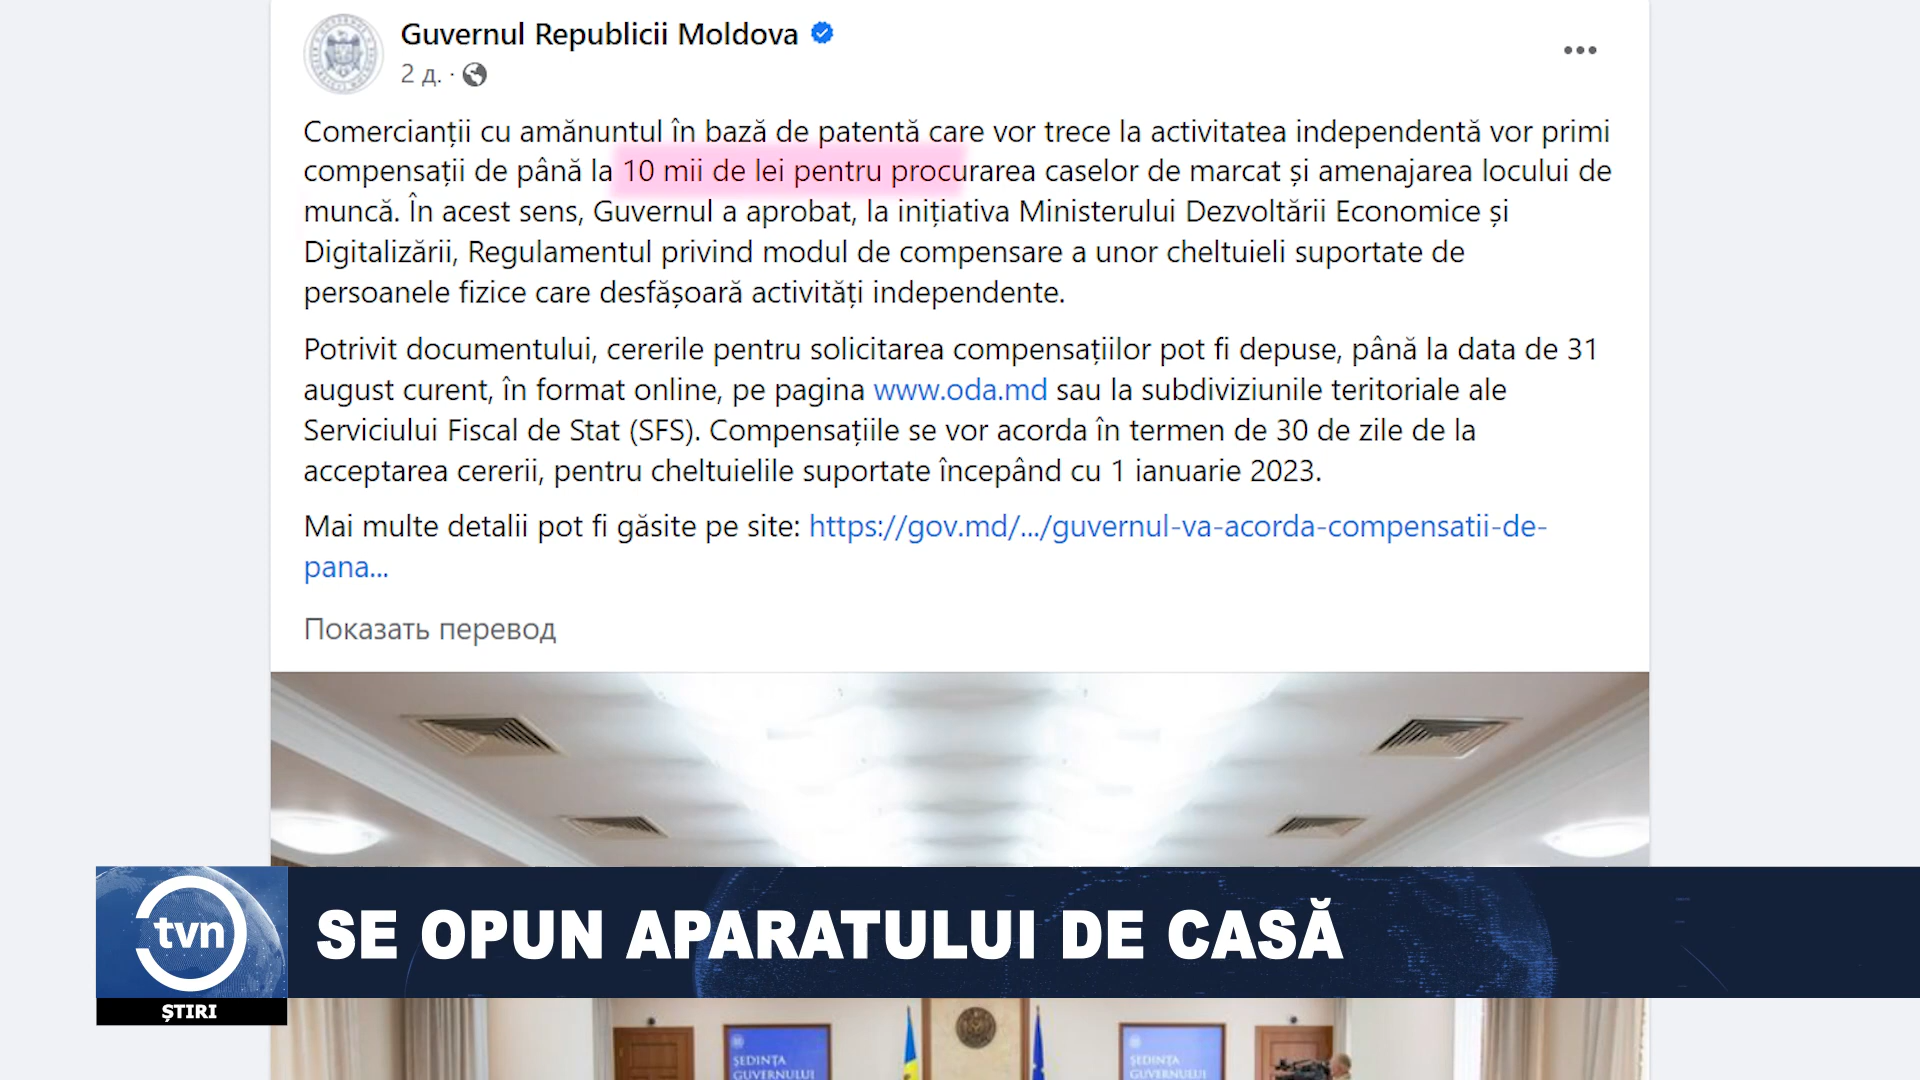 Guvernul Republicii Moldova
2 д. ·
Comercianții cu amănuntul în bază de patentă care vor trece la activitatea independentă vor primi
compensații de până la 10 mii de lei pentru procurarea caselor de marcat și amenajarea locului de
muncă. În acest sens, Guvernul a aprobat, la inițiativa Ministerului Dezvoltării Economice și
Digitalizării, Regulamentul privind modul de compensare a unor cheltuieli suportate de
persoanele fizice care desfășoară activități independente.
Potrivit documentului, cererile pentru solicitarea compensațiilor pot fi depuse, până la data de 31
august curent, în format online, pe pagina www.oda.md sau la subdiviziunile teritoriale ale
Serviciului Fiscal de Stat (SFS). Compensațiile se vor acorda în termen de 30 de zile de la
acceptarea cererii, pentru cheltuielile suportate începând cu 1 ianuarie 2023.
Mai multe detalii pot fi găsite pe site: https://gov.md/.../guvernul-va-acorda-compensatii-de-
pana...
Показать перевод
tvn
SE OPUN APARATULUI DE CASĂ
ȘTIRI
ȘEDINȚA
GUVERNULUI
ȘEDINȚA
GUVERNULUI